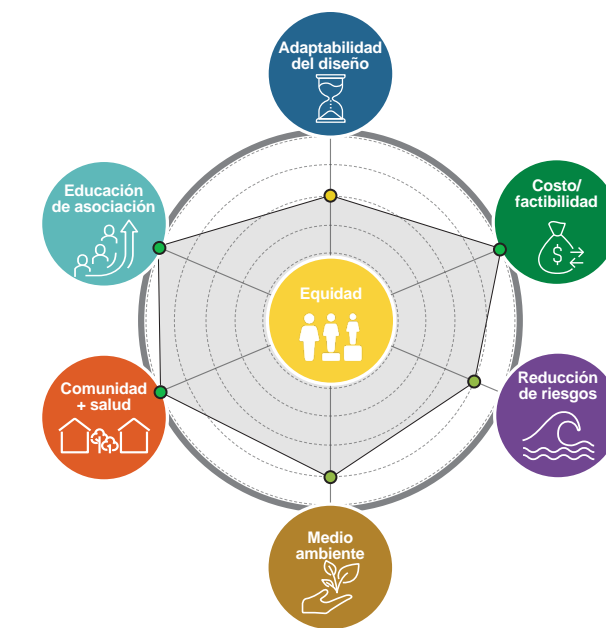 Adaptabilidad
del diseño
Educación
de asociación
Costo/
factibilidad
$
Equidad
Comunidad
+ salud
Reducción
de riesgos
Medio
ambiente